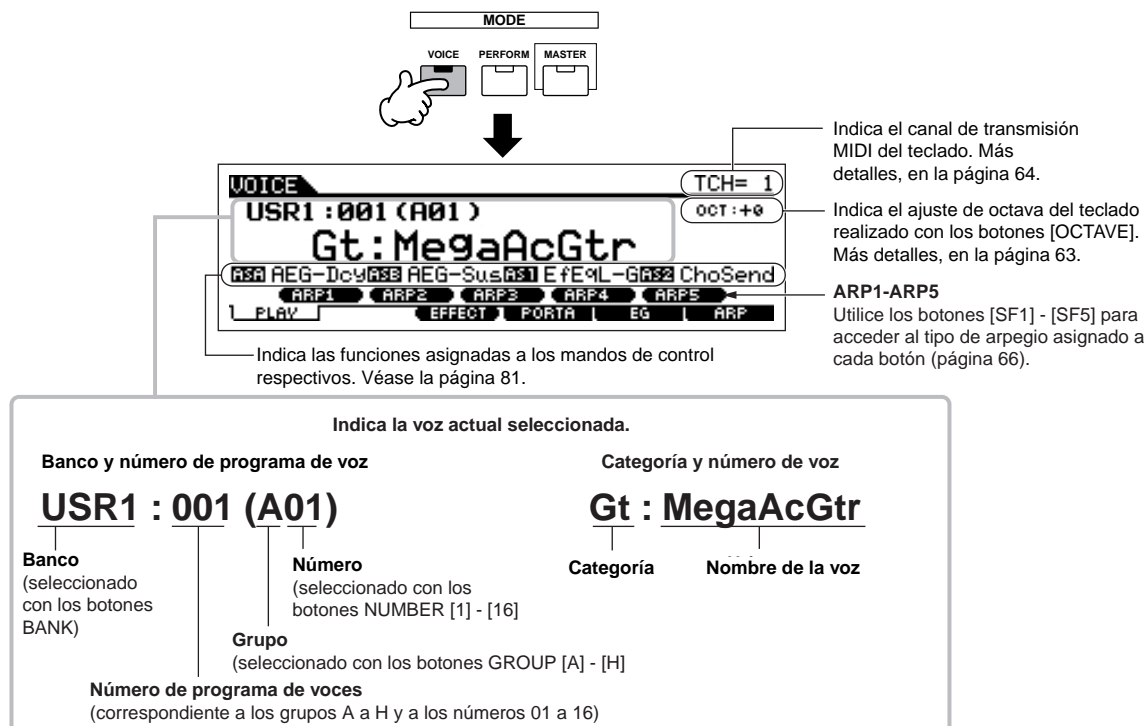 MODE
VOICE PERFORM MASTER
Indica el canal de transmisión
MIDI del teclado. Más
detalles, en la página 64.
VOICE
TCH= 1
USR1:001(A01)
OCT:+0
Gt:MegaAcGtr
Indica el ajuste de octava del teclado
realizado con los botones [OCTAVE].
Más detalles, en la página 63.
ASA AEG-Dcy ASB AEG-Sus AS1 EfEqL-G AS2 ChoSend
ARP1 ARP2 ARP3 ARP4 ARP5
PLAY EFFECT PORTA EG ARP
ARP1-ARP5
Utilice los botones [SF1] - [SF5] para
acceder al tipo de arpegio asignado a
cada botón (página 66).
Indica las funciones asignadas a los mandos de control
respectivos. Véase la página 81.
Indica la voz actual seleccionada.
Banco y número de programa de voz
Categoría y número de voz
USR1 : 001 (A01)
Gt : MegaAcGtr
Banco
(seleccionado
con los botones
BANK)
Número
(seleccionado con los
botones NUMBER [1] - [16]
Categoría
Nombre de la voz
Grupo
(seleccionado con los botones GROUP [A] - [H]
Número de programa de voces
(correspondiente a los grupos A a H y a los números 01 a 16)